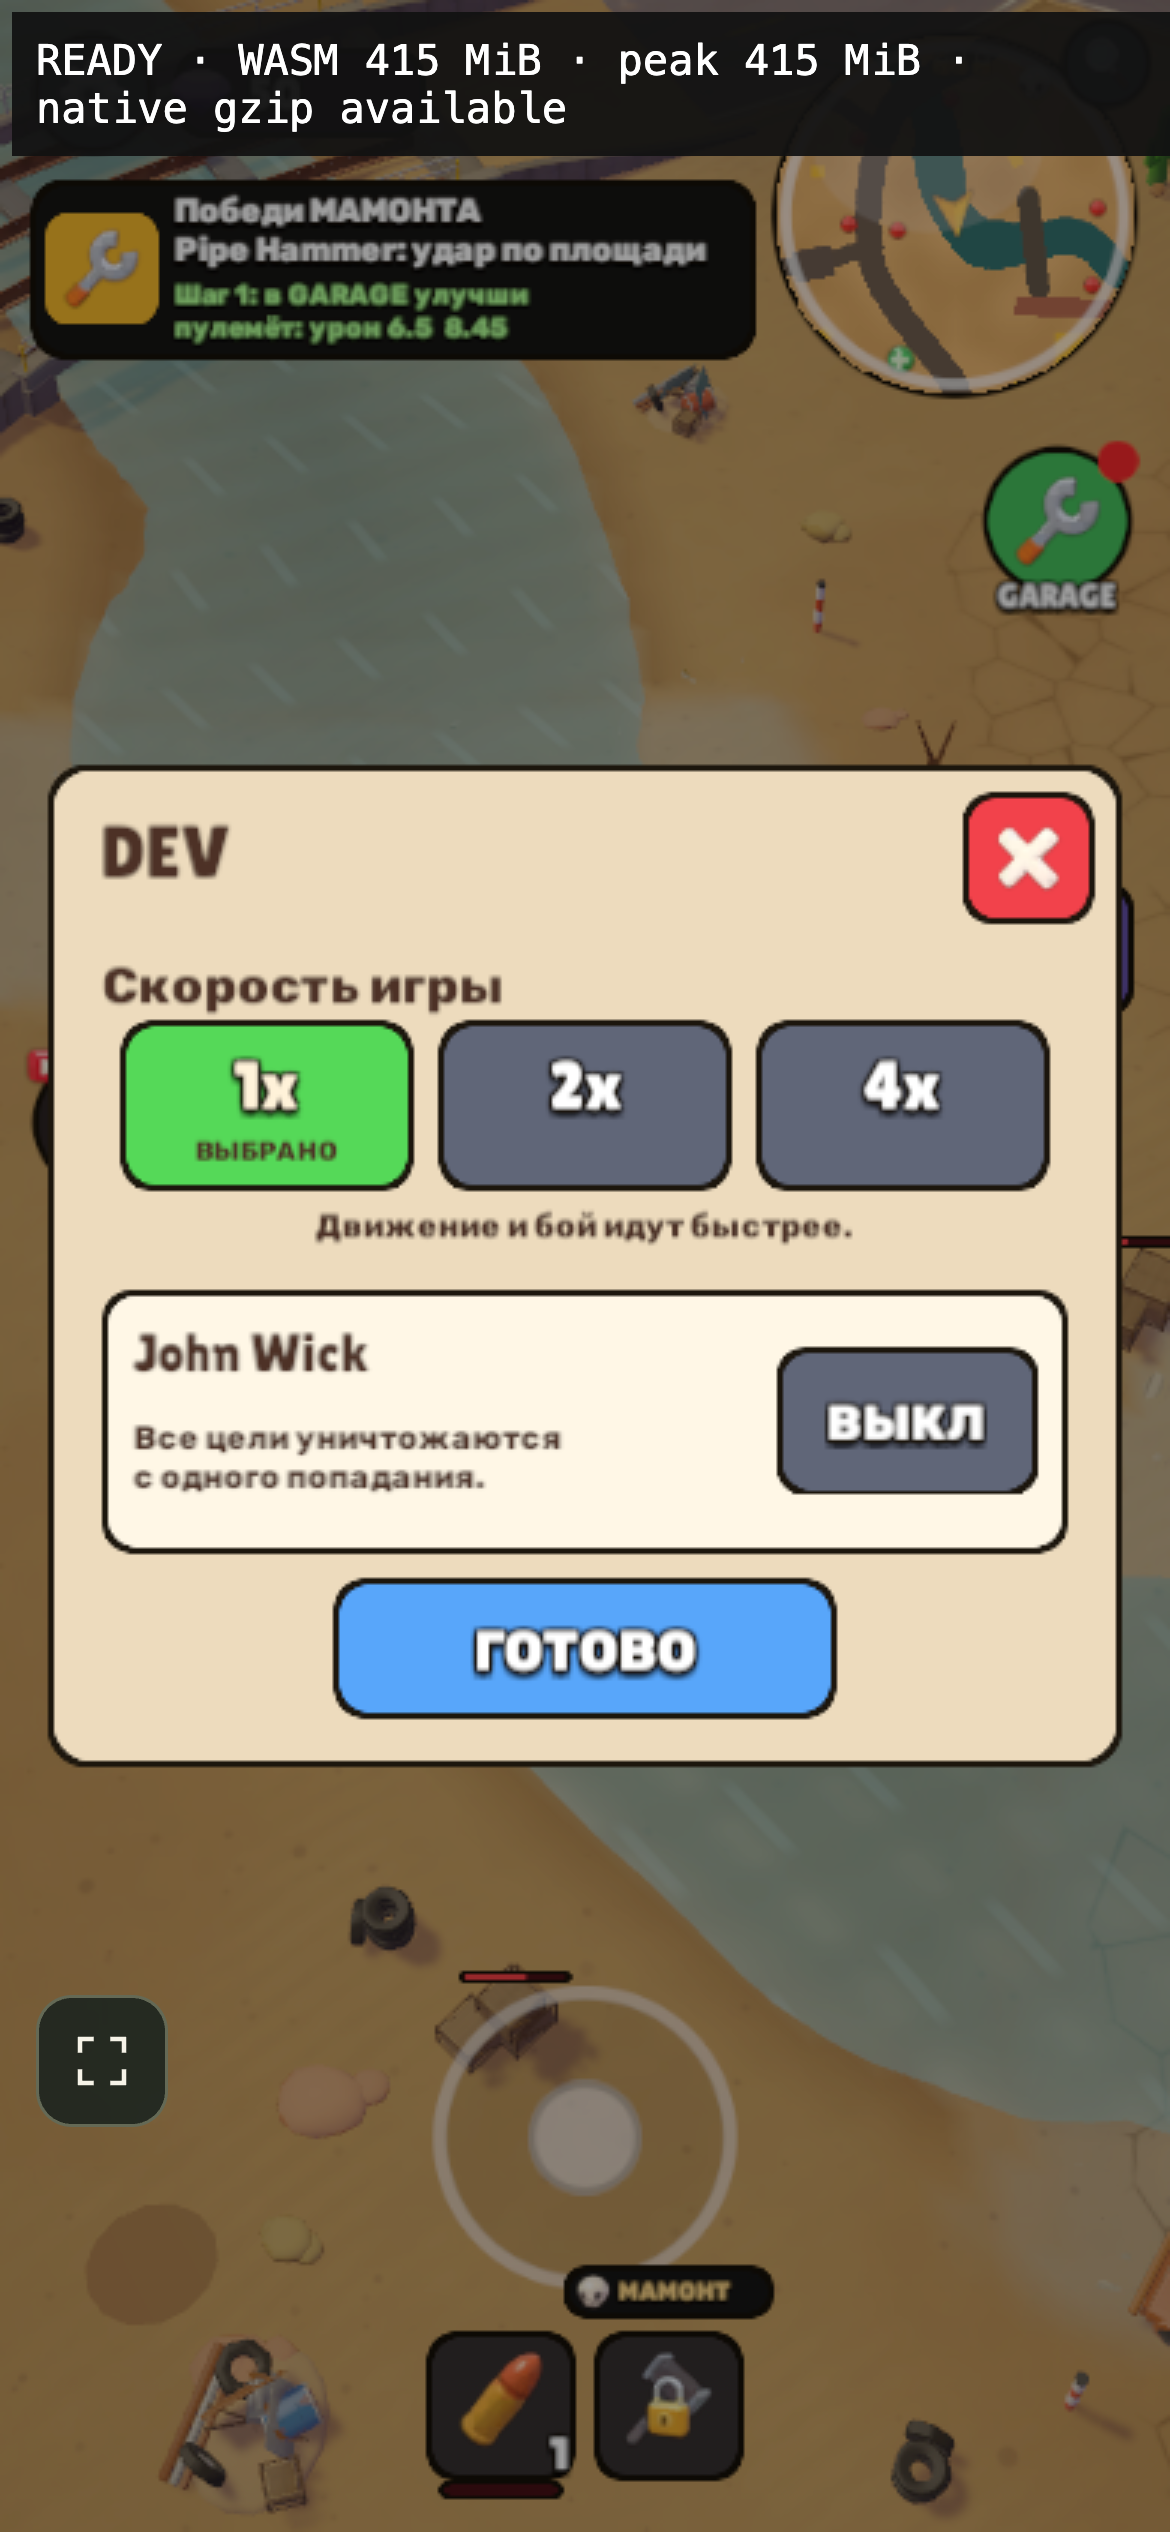 READY · WASM 415 MiB · peak 415 MiB ·
native gzip available
Победи МАМОНТА
Pipe Hammer: удар по площади
Шаг 1: в GARAGE улучши
пулемёт: урон 6.5 8.45
GARAGE
DEV
Скорость игры
1x
2x
4x
ВЫБРАНО
Движение и бой идут быстрее.
John Wick
Все цели уничтожаются
с одного попадания.
ВЫКЛ
ГОТОВО
МАМОНТ
1